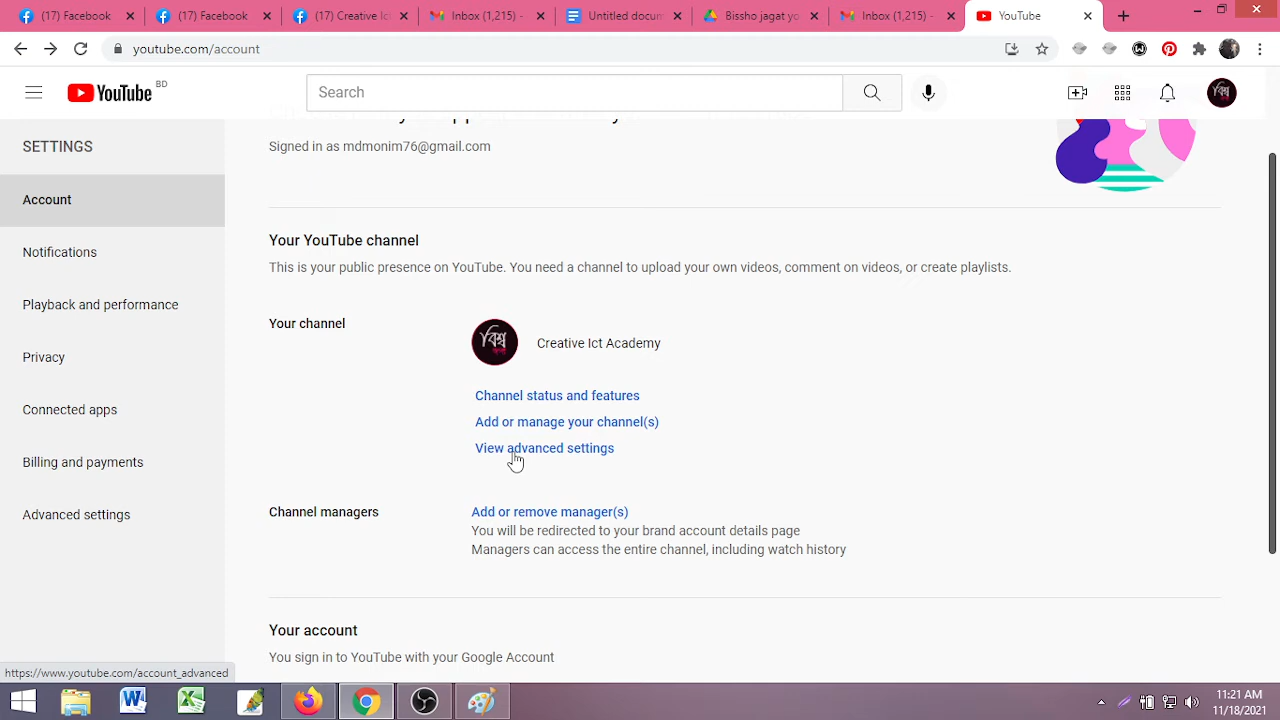 (17) Facebook
(17) Facebook
(17) Creative Ic
Inbox (1,215) -
Untitled docum
Bissho jagat yo
Inbox (1,215) -
YouTube
youtube.com/account
YouTube BD
Search
বিশ্ব
SETTINGS
Account
Notifications
Playback and performance
Privacy
Connected apps
Billing and payments
Advanced settings
Signed in as mdmonim76@gmail.com
Your YouTube channel
This is your public presence on YouTube. You need a channel to upload your own videos, comment on videos, or create playlists.
Your channel
বিশ্ব
Creative Ict Academy
Channel status and features
Add or manage your channel(s)
View advanced settings
Channel managers
Add or remove manager(s)
You will be redirected to your brand account details page
Managers can access the entire channel, including watch history
Your account
You sign in to YouTube with your Google Account
https://www.youtube.com/account_advanced
11:21 AM
11/18/2021